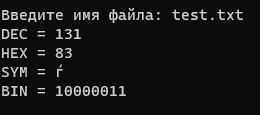 Введите имя файла: test.txt
DEC = 131
HEX = 83
SYM = ѓ
BIN = 10000011